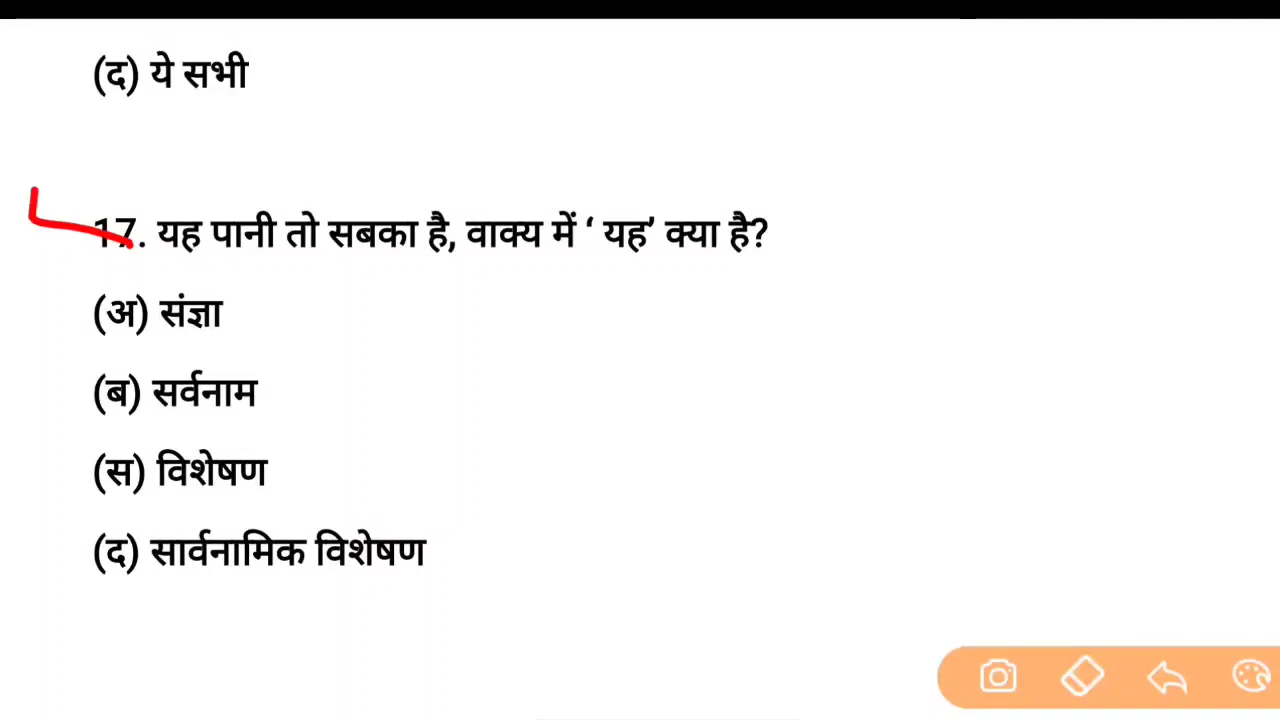 (द) ये सभी
17. यह पानी तो सबका है, वाक्य में ‘ यह’ क्या है?
(अ) संज्ञा
(ब) सर्वनाम
(स) विशेषण
(द) सार्वनामिक विशेषण